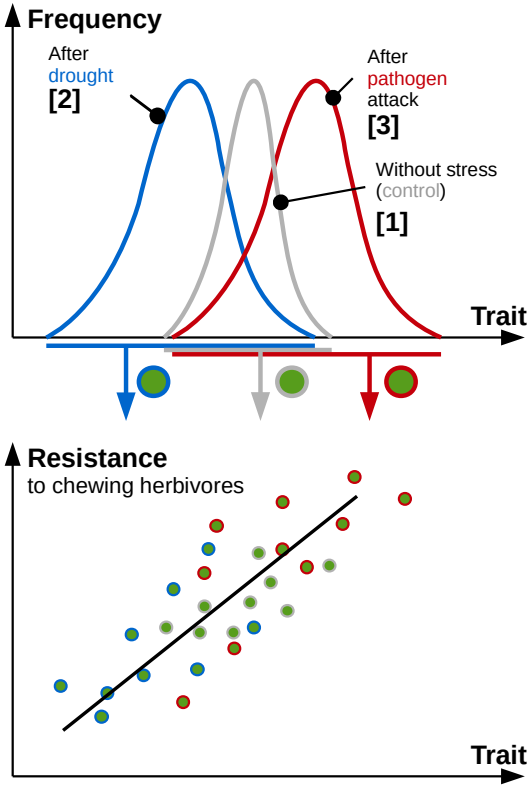 Frequency
After
drought
[2]
After
pathogen
attack
[3]
Without stress
(control)
[1]
Trait
Resistance
to chewing herbivores
Trait